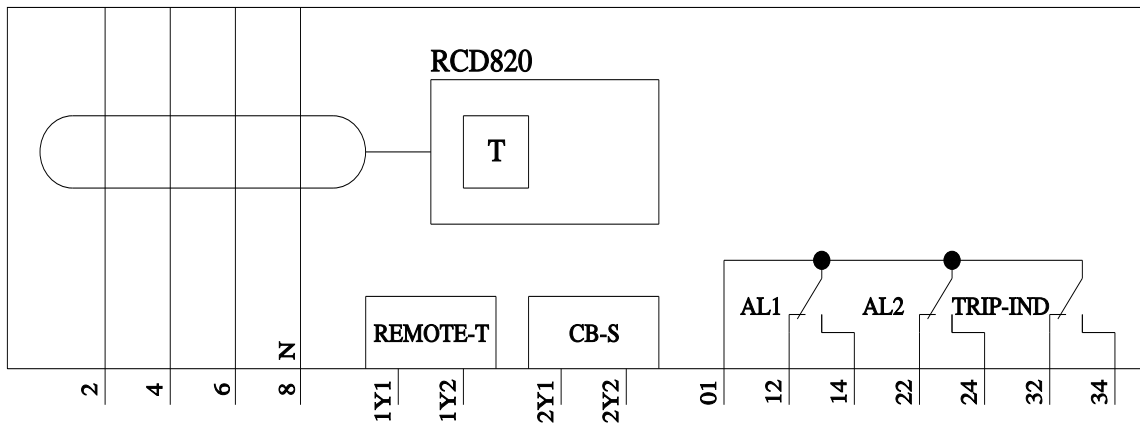 RCD820
T
AL1
AL2
TRIP-IND
REMOTE-T
CB-S
N
2
4
6
8
1Y1
1Y2
2Y1
2Y2
01
12
14
22
24
32
34